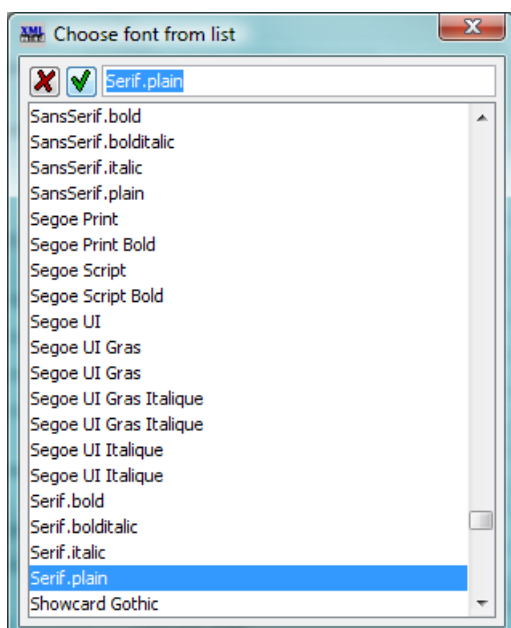 XML
Choose font from list
Serif.plain
SansSerif.bold
SansSerif.bolditalic
SansSerif.italic
SansSerif.plain
Segoe Print
Segoe Print Bold
Segoe Script
Segoe Script Bold
Segoe UI
Segoe UI Gras
Segoe UI Gras
Segoe UI Gras Italique
Segoe UI Gras Italique
Segoe UI Italique
Segoe UI Italique
Serif.bold
Serif.bolditalic
Serif.italic
Serif.plain
Showcard Gothic